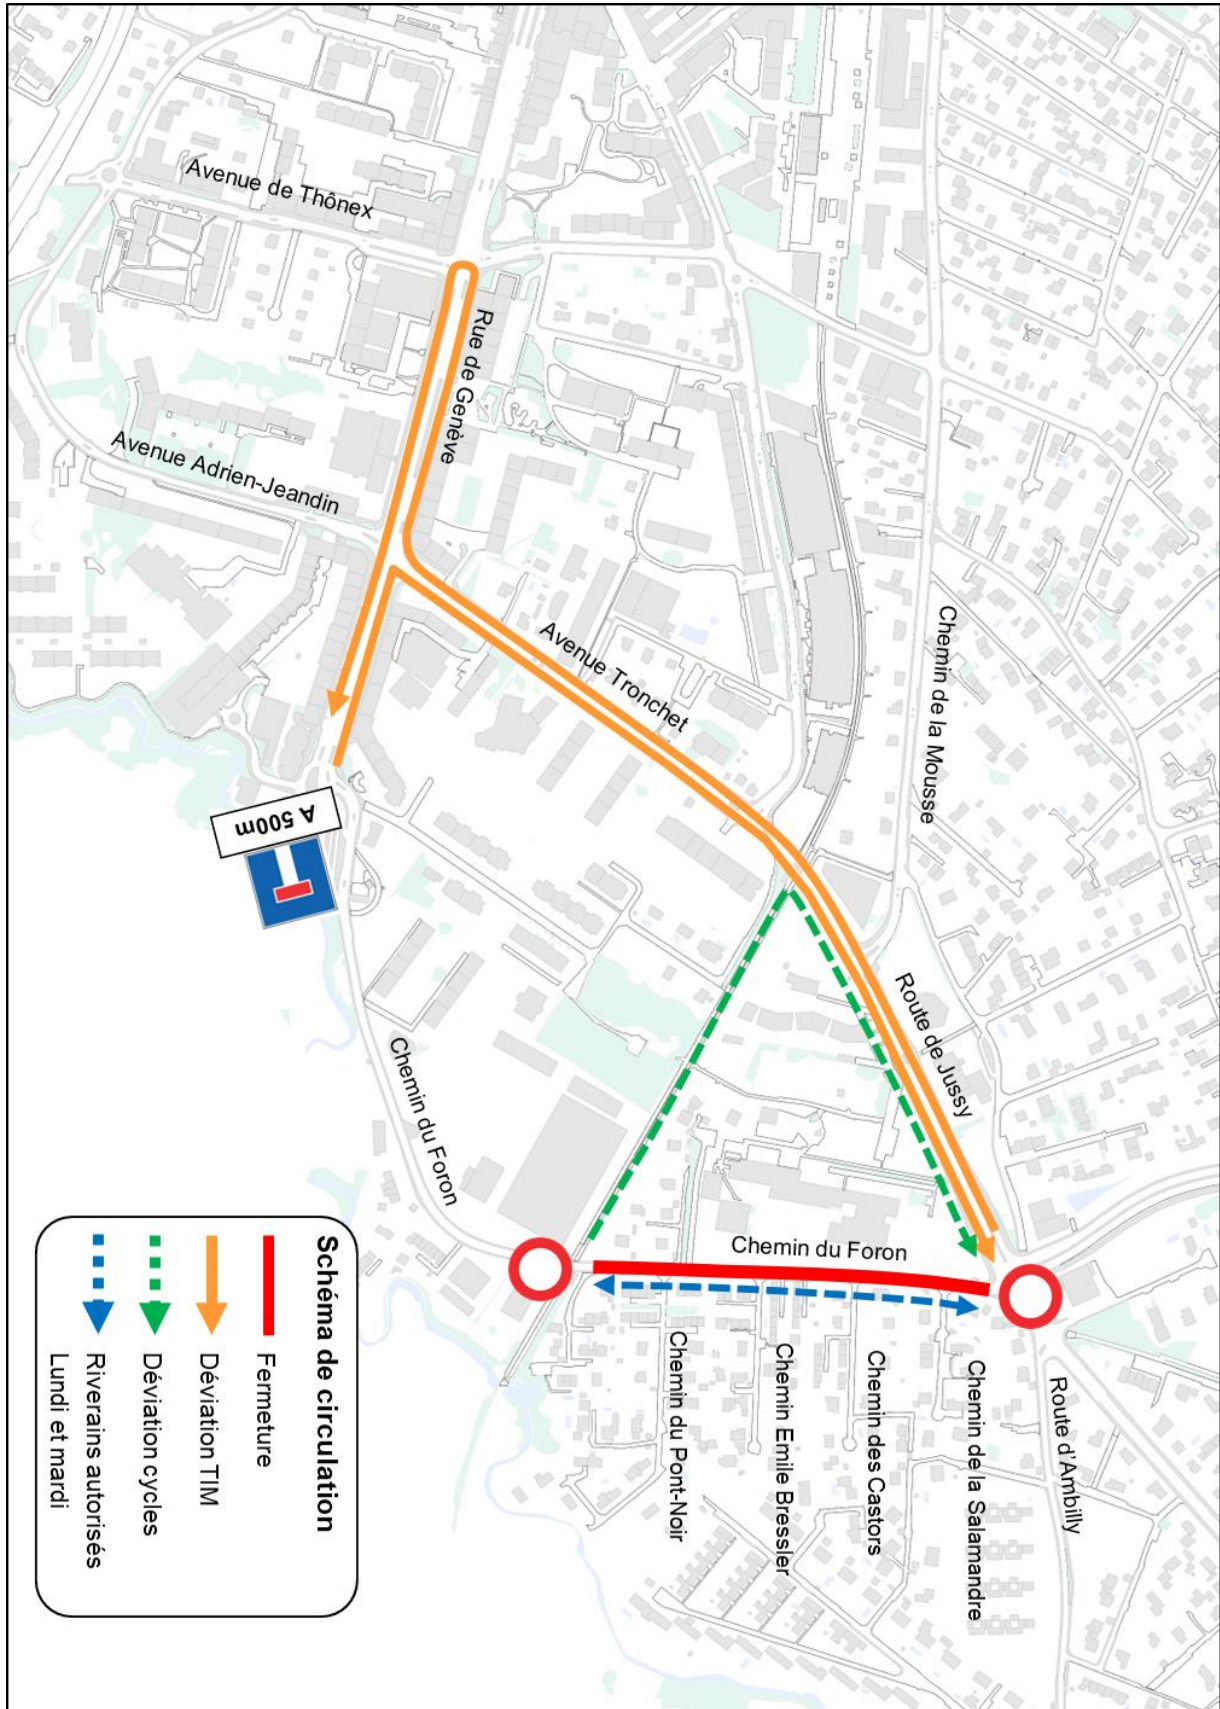 Avenue de Thônex
Rue de Genève
Avenue Adrien-Jeandin
Avenue Tronchet
Chemin de la Mousse
A 500m
Route de Jussy
Chemin du Foron
Chemin du Foron
Chemin du Pont-Noir
Chemin Emile Bressler
Chemin des Castors
Chemin de la Salamandre
Route d'Ambilly
Schéma de circulation
Fermeture
Déviation TIM
Déviation cycles
Riverains autorisés
Lundi et mardi